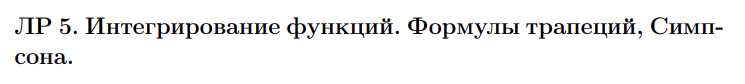 ЛР 5. Интегрирование функций. Формулы трапеций, Симп-
сона.